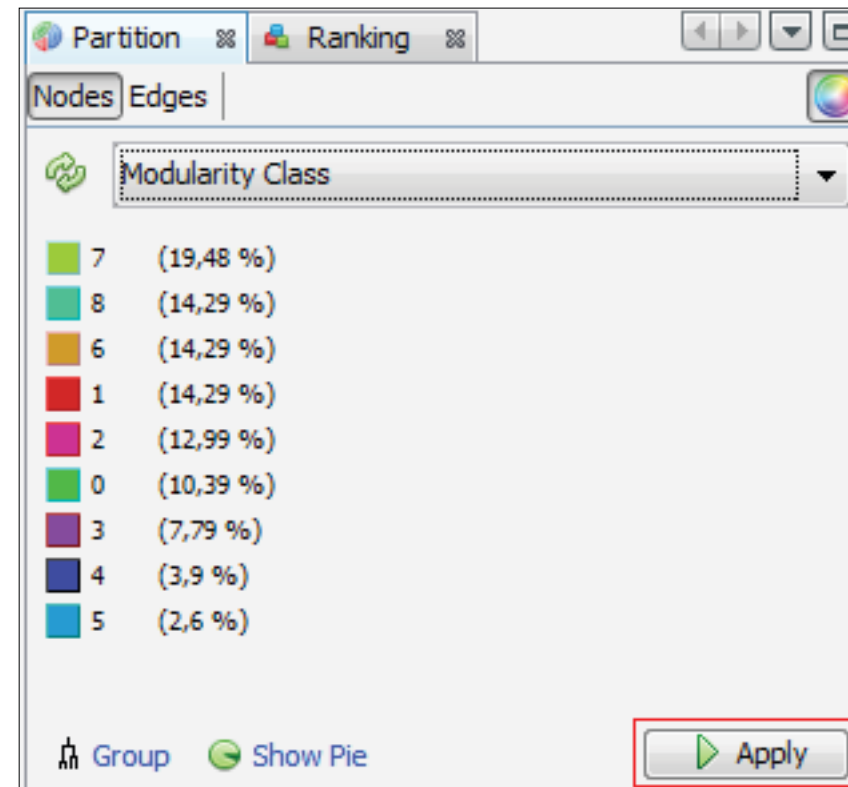 Partition Ranking
Nodes Edges
Modularity Class
7 (19,48 %)
8 (14,29 %)
6 (14,29 %)
1 (14,29 %)
2 (12,99 %)
0 (10,39 %)
3 (7,79 %)
4 (3,9 %)
5 (2,6 %)
Group Show Pie Apply